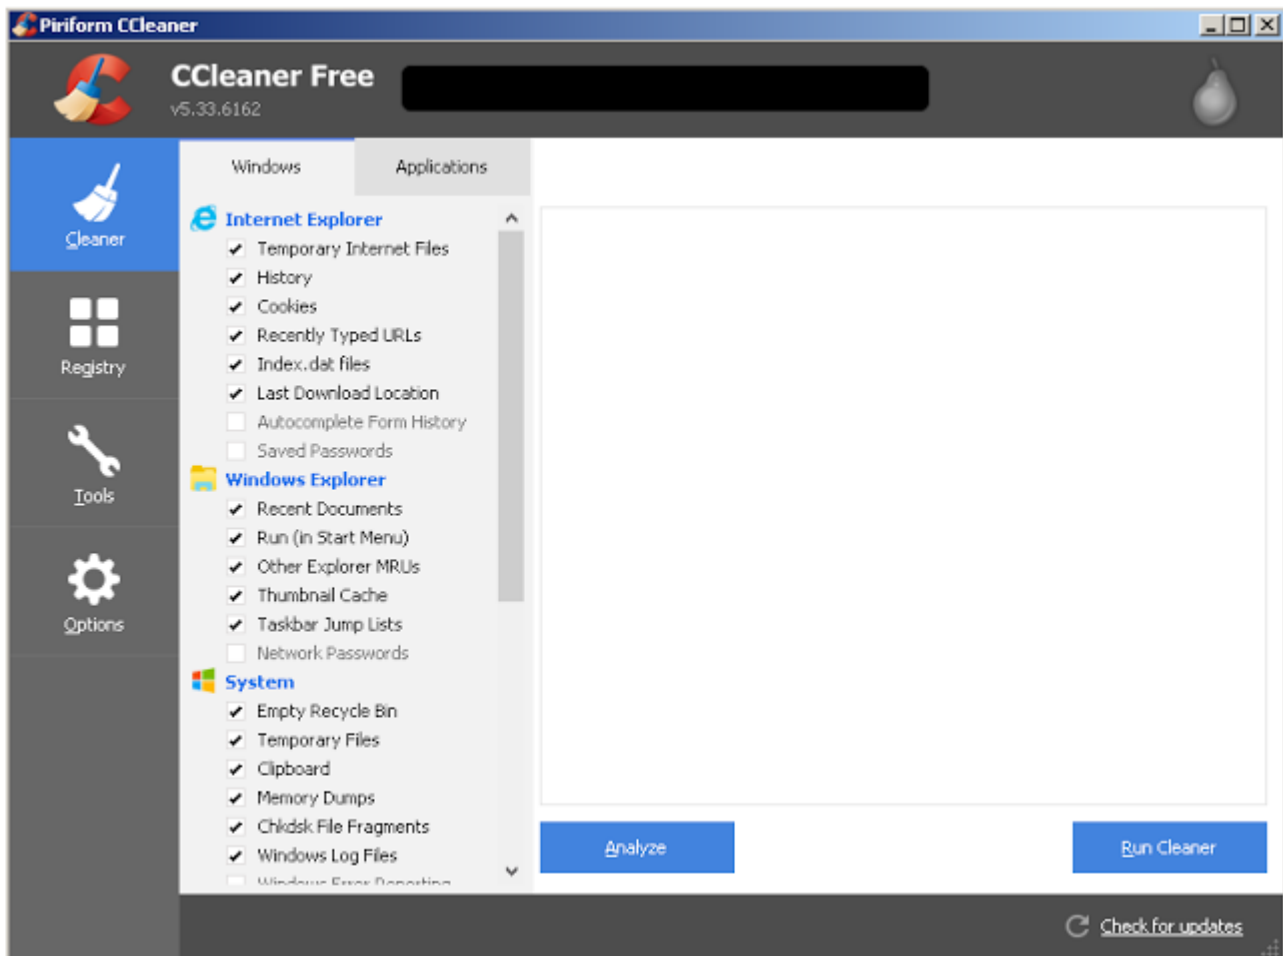 Piriform CCleaner
CCleaner Free
v5.33.6162
Cleaner
Registry
Tools
Options
Windows
Applications
Internet Explorer
Temporary Internet Files
History
Cookies
Recently Typed URLs
Index.dat files
Last Download Location
Autocomplete Form History
Saved Passwords
Windows Explorer
Recent Documents
Run (in Start Menu)
Other Explorer MRUs
Thumbnail Cache
Taskbar Jump Lists
Network Passwords
System
Empty Recycle Bin
Temporary Files
Clipboard
Memory Dumps
Chkdsk File Fragments
Windows Log Files
Windows Error Reporting
Analyze
Run Cleaner
Check for updates